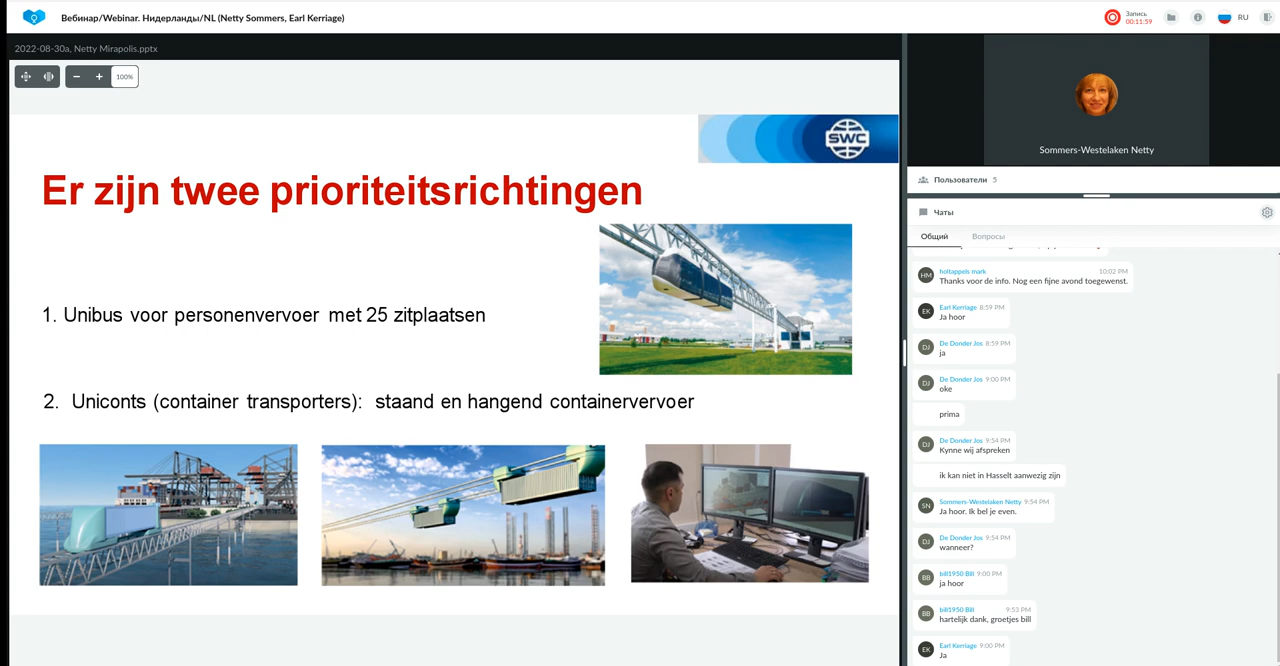 Вебинар/Webinar. Нидерланды/NL (Netty Sommers, Earl Kerriage)
Запись
00:11:59
RU
2022-08-30a, Netty Mirapolis.pptx
100%
SWC
Er zijn twee prioriteitsrichtingen
1. Unibus voor personenvervoer met 25 zitplaatsen
2. Uniconts (container transporters): staand en hangend containervervoer
Sommers-Westelaken Netty
Пользователи 5
Чаты
Общий Вопросы
HM
holtappels mark 10:02 PM
Thanks voor de info. Nog een fijne avond toegewenst.
EK
Earl Kerriage 8:59 PM
Ja hoor
DJ
De Donder Jos 8:59 PM
ja
DJ
De Donder Jos 9:00 PM
oke
prima
DJ
De Donder Jos 9:54 PM
Kynne wij afspreken
ik kan niet in Hasselt aanwezig zijn
SN
Sommers-Westelaken Netty 9:54 PM
Ja hoor. Ik bel je even.
DJ
De Donder Jos 9:54 PM
wanneer?
BB
bill1950 Bill 9:00 PM
ja hoor
BB
bill1950 Bill 9:53 PM
hartelijk dank, groetjes bill
EK
Earl Kerriage 9:00 PM
Ja